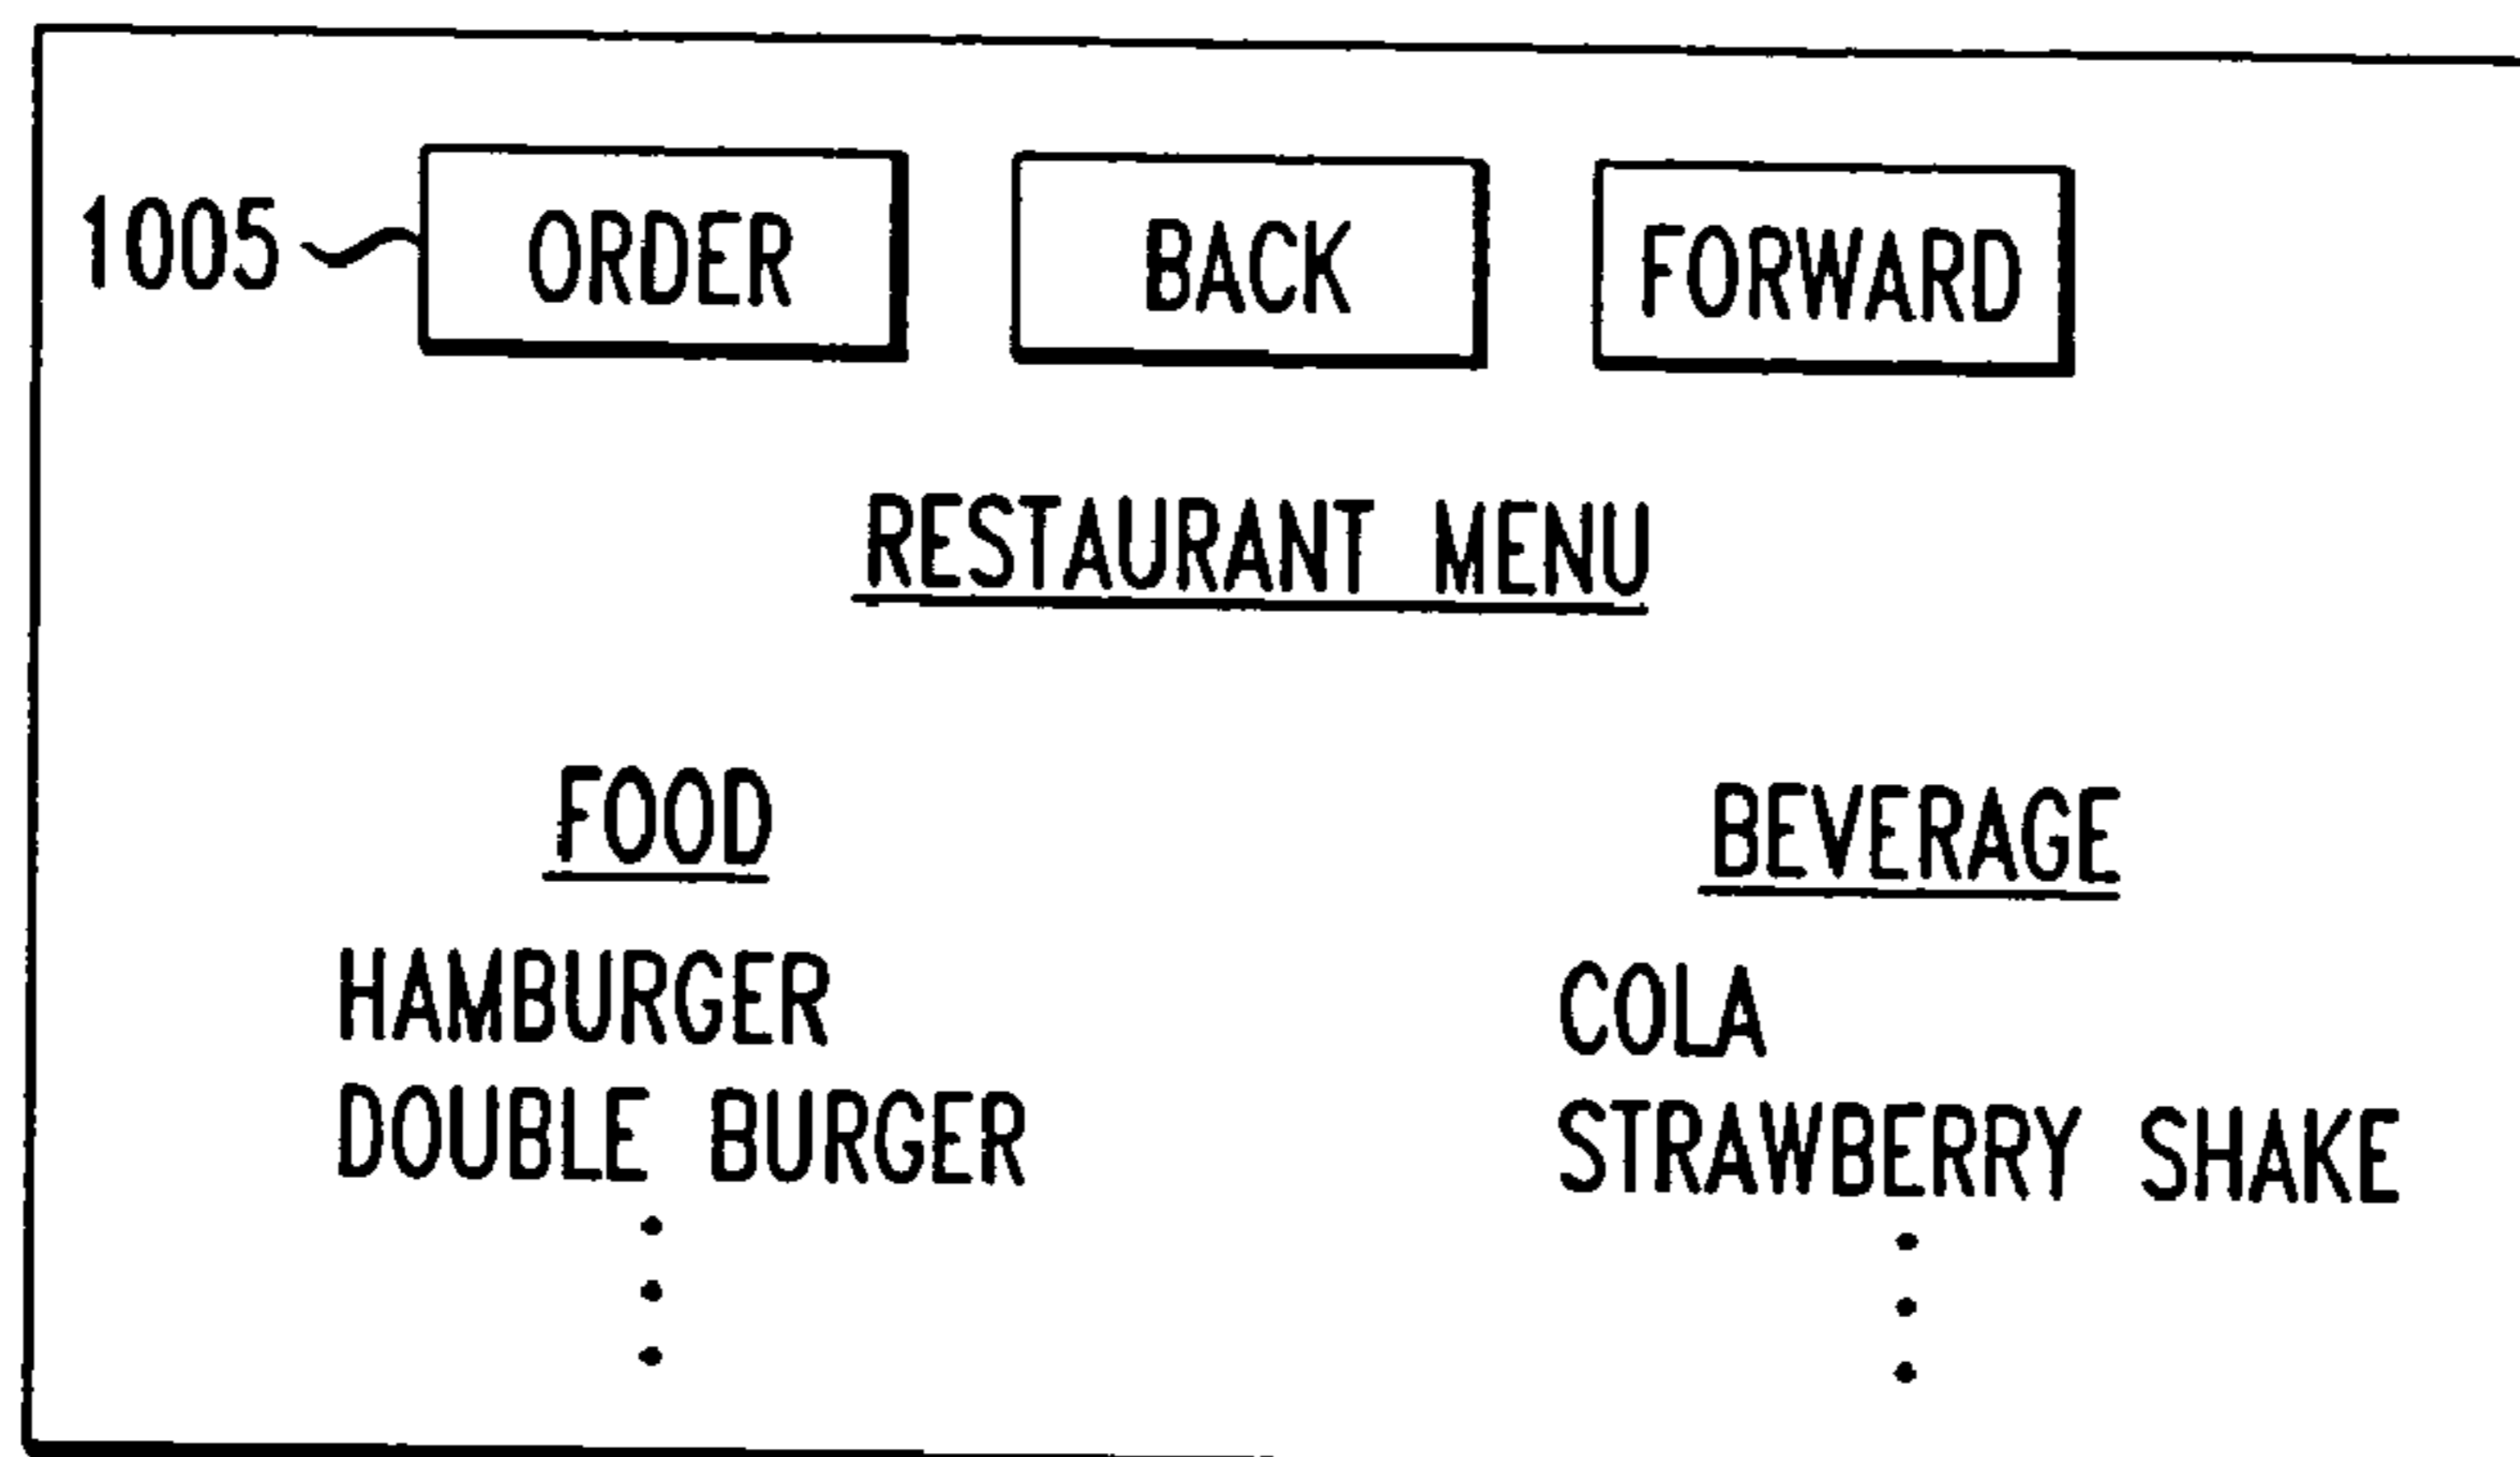 1005 ORDER BACK FORWARD
RESTAURANT MENU
FOOD BEVERAGE
HAMBURGER COLA
DOUBLE BURGER STRAWBERRY SHAKE